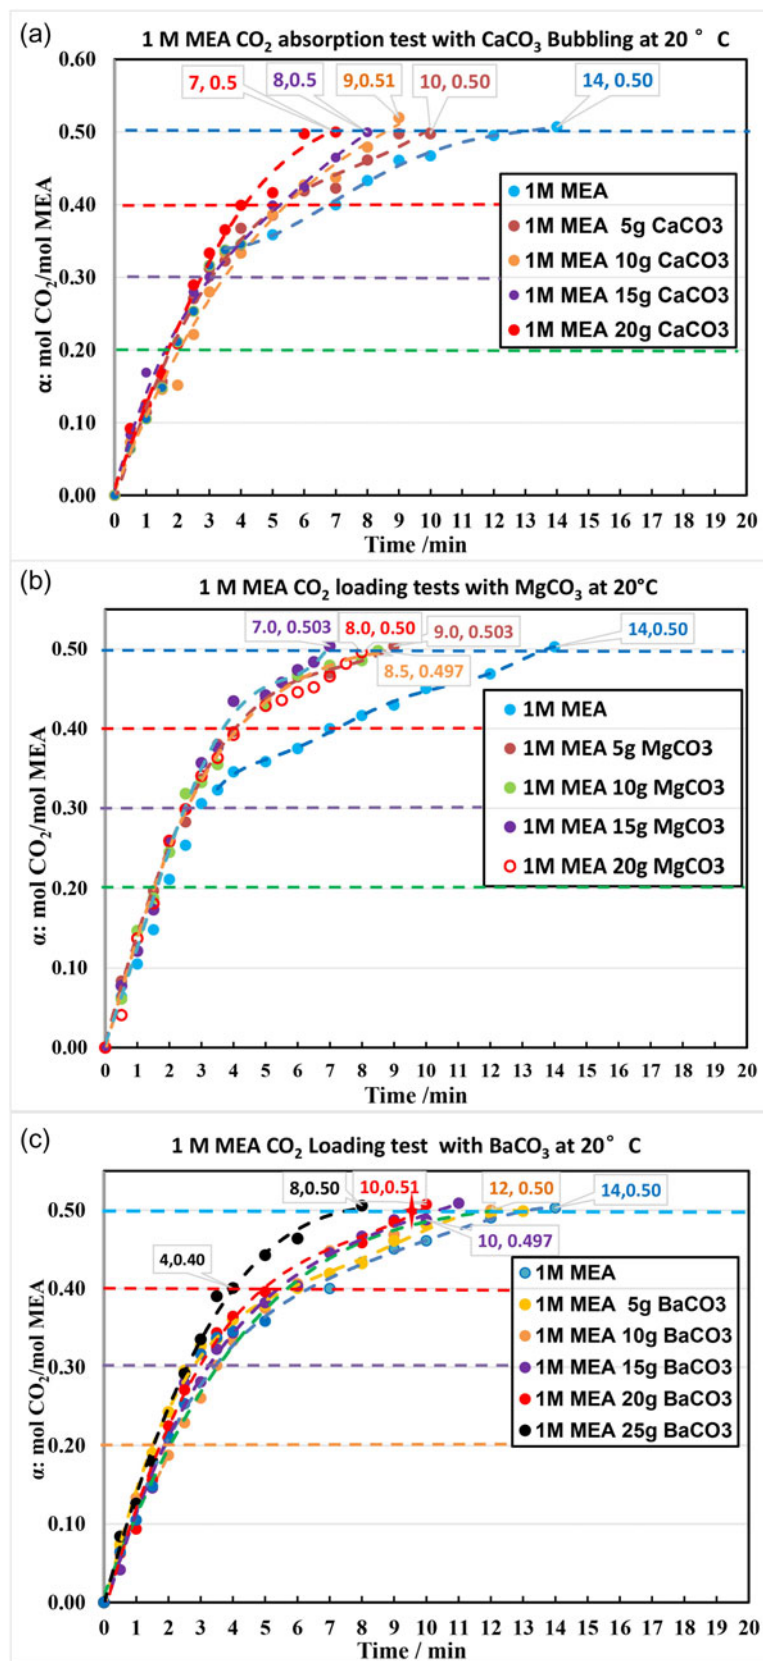 (a)
1 M MEA CO₂ absorption test with CaCO₃ Bubbling at 20 ° C
0.60
7, 0.5
8,0.5
9,0.51
10, 0.50
14, 0.50
0.50
0.40
0.30
0.20
0.10
0.00
α: mol CO₂/mol MEA
1M MEA
1M MEA 5g CaCO3
1M MEA 10g CaCO3
1M MEA 15g CaCO3
1M MEA 20g CaCO3
0 1 2 3 4 5 6 7 8 9 10 11 12 13 14 15 16 17 18 19 20
Time /min
(b)
1 M MEA CO₂ loading tests with MgCO₃ at 20°C
7.0, 0.503
8.0, 0.50
9.0, 0.503
14,0.50
8.5, 0.497
0.50
0.40
0.30
0.20
0.10
0.00
α: mol CO₂/mol MEA
1M MEA
1M MEA 5g MgCO3
1M MEA 10g MgCO3
1M MEA 15g MgCO3
1M MEA 20g MgCO3
0 1 2 3 4 5 6 7 8 9 10 11 12 13 14 15 16 17 18 19 20
Time /min
(c)
1 M MEA CO₂ Loading test with BaCO₃ at 20° C
8,0.50
10,0.51
12, 0.50
14,0.50
10, 0.497
4,0.40
0.50
0.40
0.30
0.20
0.10
0.00
α: mol CO₂/mol MEA
1M MEA
1M MEA 5g BaCO3
1M MEA 10g BaCO3
1M MEA 15g BaCO3
1M MEA 20g BaCO3
1M MEA 25g BaCO3
0 1 2 3 4 5 6 7 8 9 10 11 12 13 14 15 16 17 18 19 20
Time / min